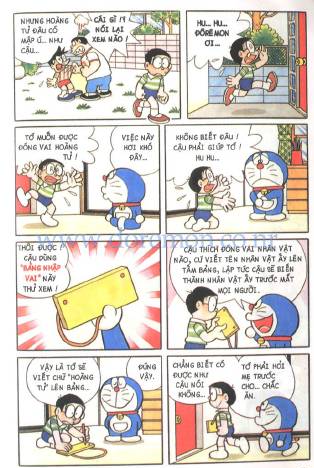 NHƯNG HOÀNG
TỬ ĐÂU CÓ
MẬP Ú... NHƯ
CẬU...
CÁI GÌ !?
NÓI LẠI
XEM NÀO !
HU... HU...
ĐÔRÊMON
ƠI...
TỚ MUỐN ĐƯỢC
ĐÓNG VAI HOÀNG
TỬ !
VIỆC NÀY
HƠI KHÓ
ĐẤY...
KHÔNG BIẾT ĐÂU !
CẬU PHẢI GIÚP TỚ !
HU HU...
THÔI ĐƯỢC
CẬU DÙNG
"BẢNG NHẬP
VAI" NÀY
THỬ XEM !
CẬU THÍCH ĐÓNG VAI NHÂN VẬT
NÀO, CỨ VIẾT TÊN NHÂN VẬT ẤY LÊN
TẤM BẢNG, LẬP TỨC CẬU SẼ BIẾN
THÀNH NHÂN VẬT ẤY TRƯỚC MẮT
MỌI NGƯỜI.
VẬY LÀ TỚ SẼ
VIẾT CHỮ "HOÀNG
TỬ" LÊN BẢNG...
ĐÚNG
VẬY.
CHẲNG BIẾT CÓ
ĐƯỢC NHƯ
CẬU NÓI
KHÔNG...
TỚ PHẢI HỎI
MẸ TRƯỚC
CHO... CHẮC
ĂN.